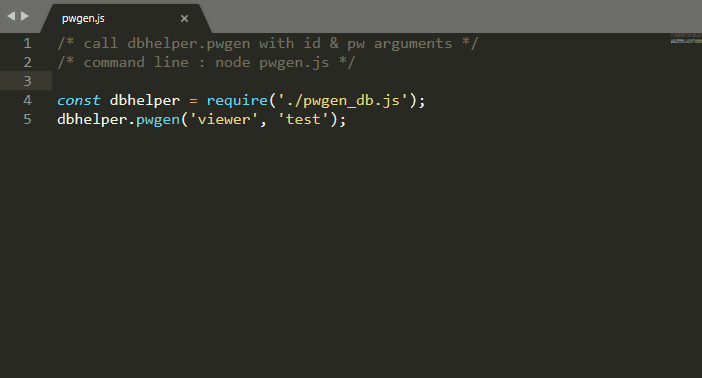 pwgen.js
1 /* call dbhelper.pwgen with id & pw arguments */
2 /* command line : node pwgen.js */
3
4 const dbhelper = require('./pwgen_db.js');
5 dbhelper.pwgen('viewer', 'test');